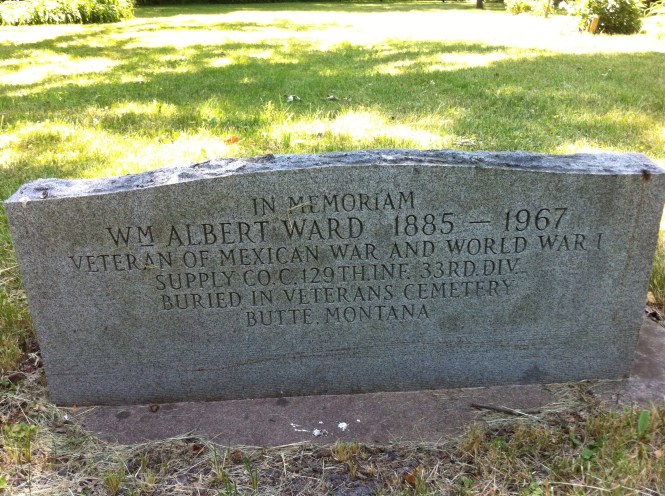 IN MEMORIAM
WM ALBERT WARD 1885 – 1967
VETERAN OF MEXICAN WAR AND WORLD WAR I
SUPPLY CO. C. 129TH. INF. 33RD. DIV.
BURIED IN VETERANS CEMETERY
BUTTE, MONTANA